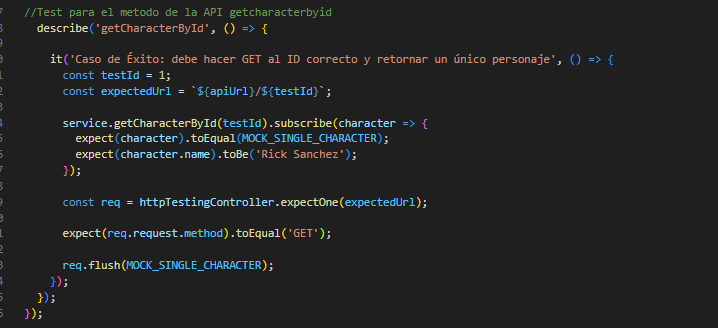 //Test para el metodo de la API getcharacterbyid
describe('getCharacterById', () => {
it('Caso de Éxito: debe hacer GET al ID correcto y retornar un único personaje', () => {
const testId = 1;
const expectedUrl = `${apiUrl}/${testId}`;
service.getCharacterById(testId).subscribe(character => {
expect(character).toEqual(MOCK_SINGLE_CHARACTER);
expect(character.name).toBe('Rick Sanchez');
});
const req = httpTestingController.expectOne(expectedUrl);
expect(req.request.method).toEqual('GET');
req.flush(MOCK_SINGLE_CHARACTER);
});
});
});